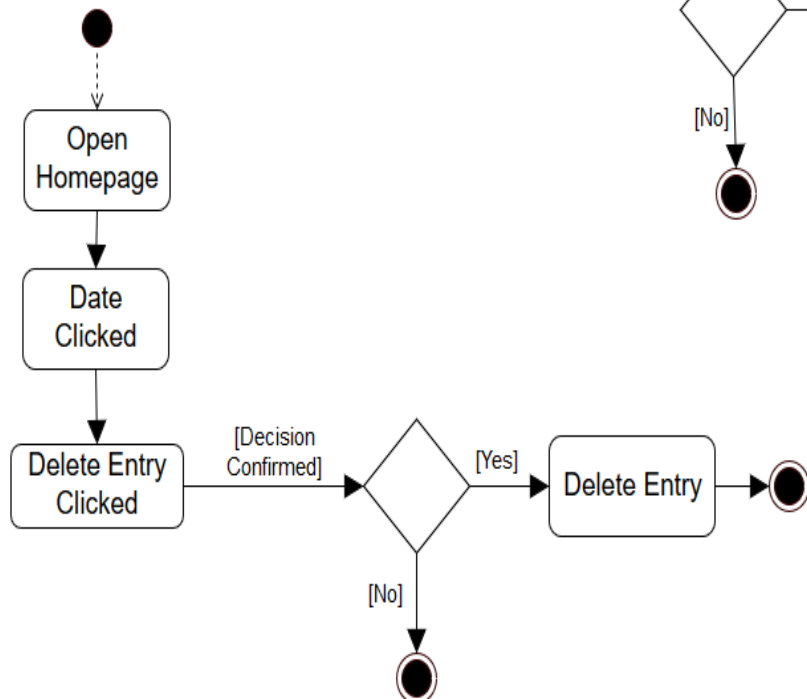 [No]
Open
Homepage
Date
Clicked
Delete Entry
Clicked
[Decision
Confirmed]
[Yes]
Delete Entry
[No]